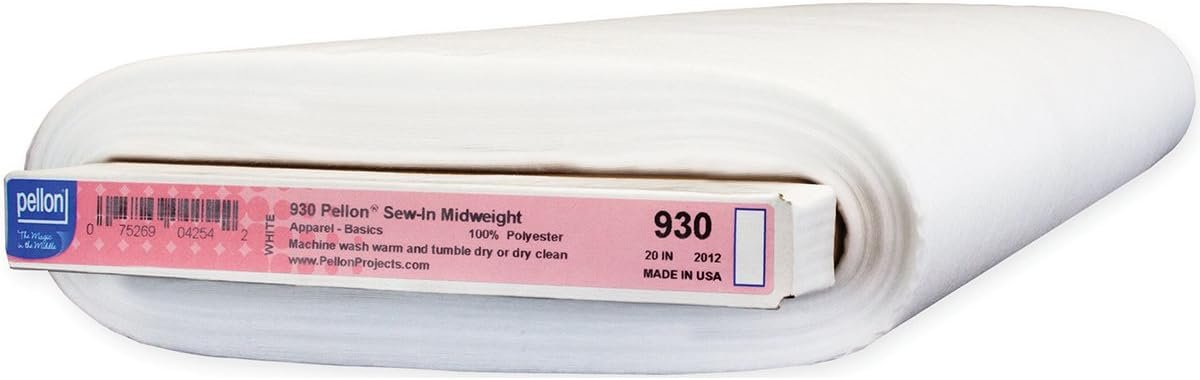 pellon
The Magic
in the Middle
0 75269 04254 2
WHITE
930 Pellon® Sew-In Midweight
Apparel - Basics 100% Polyester
Machine wash warm and tumble dry or dry clean
www.PellonProjects.com
930
20 IN 2012
MADE IN USA